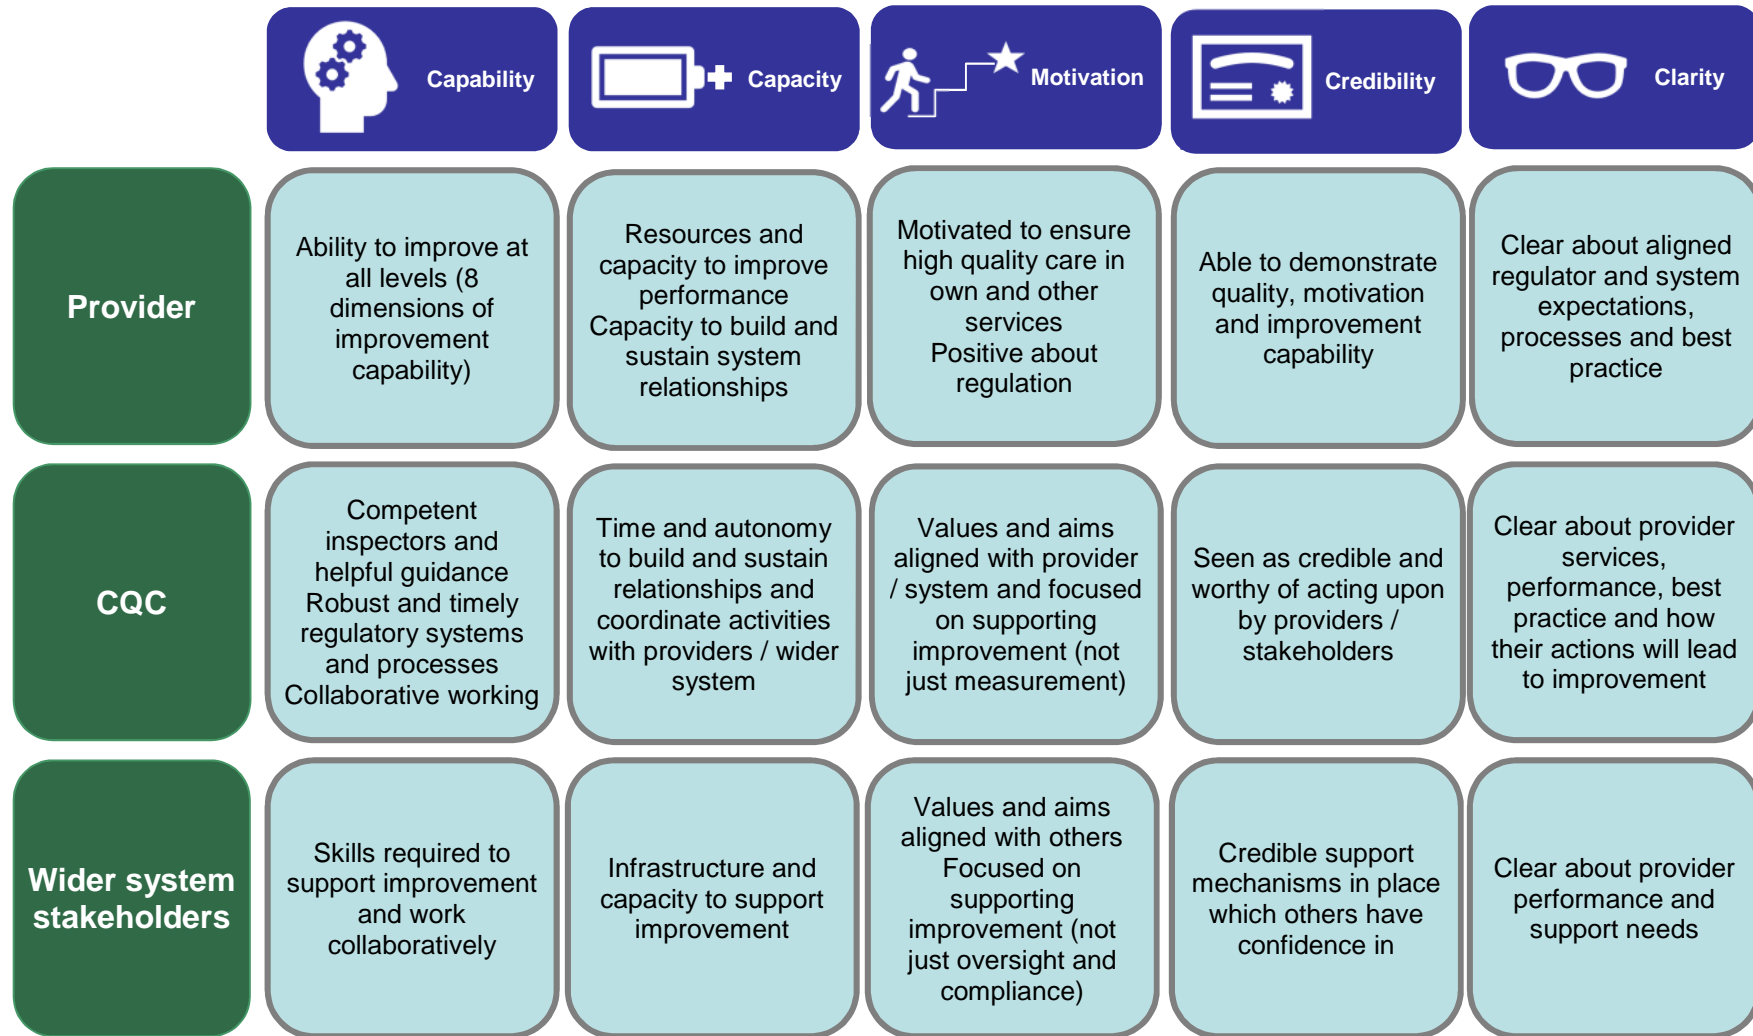 Capability
Capacity
Motivation
Credibility
Clarity
Provider
Ability to improve at
all levels (8
dimensions of
improvement
capability)
Resources and
capacity to improve
performance
Capacity to build and
sustain system
relationships
Motivated to ensure
high quality care in
own and other
services
Positive about
regulation
Able to demonstrate
quality, motivation
and improvement
capability
Clear about aligned
regulator and system
expectations,
processes and best
practice
CQC
Competent
inspectors and
helpful guidance
Robust and timely
regulatory systems
and processes
Collaborative working
Time and autonomy
to build and sustain
relationships and
coordinate activities
with providers / wider
system
Values and aims
aligned with provider
/ system and focused
on supporting
improvement (not
just measurement)
Seen as credible and
worthy of acting upon
by providers /
stakeholders
Clear about provider
services,
performance, best
practice and how
their actions will lead
to improvement
Wider system
stakeholders
Skills required to
support improvement
and work
collaboratively
Infrastructure and
capacity to support
improvement
Values and aims
aligned with others
Focused on
supporting
improvement (not
just oversight and
compliance)
Credible support
mechanisms in place
which others have
confidence in
Clear about provider
performance and
support needs